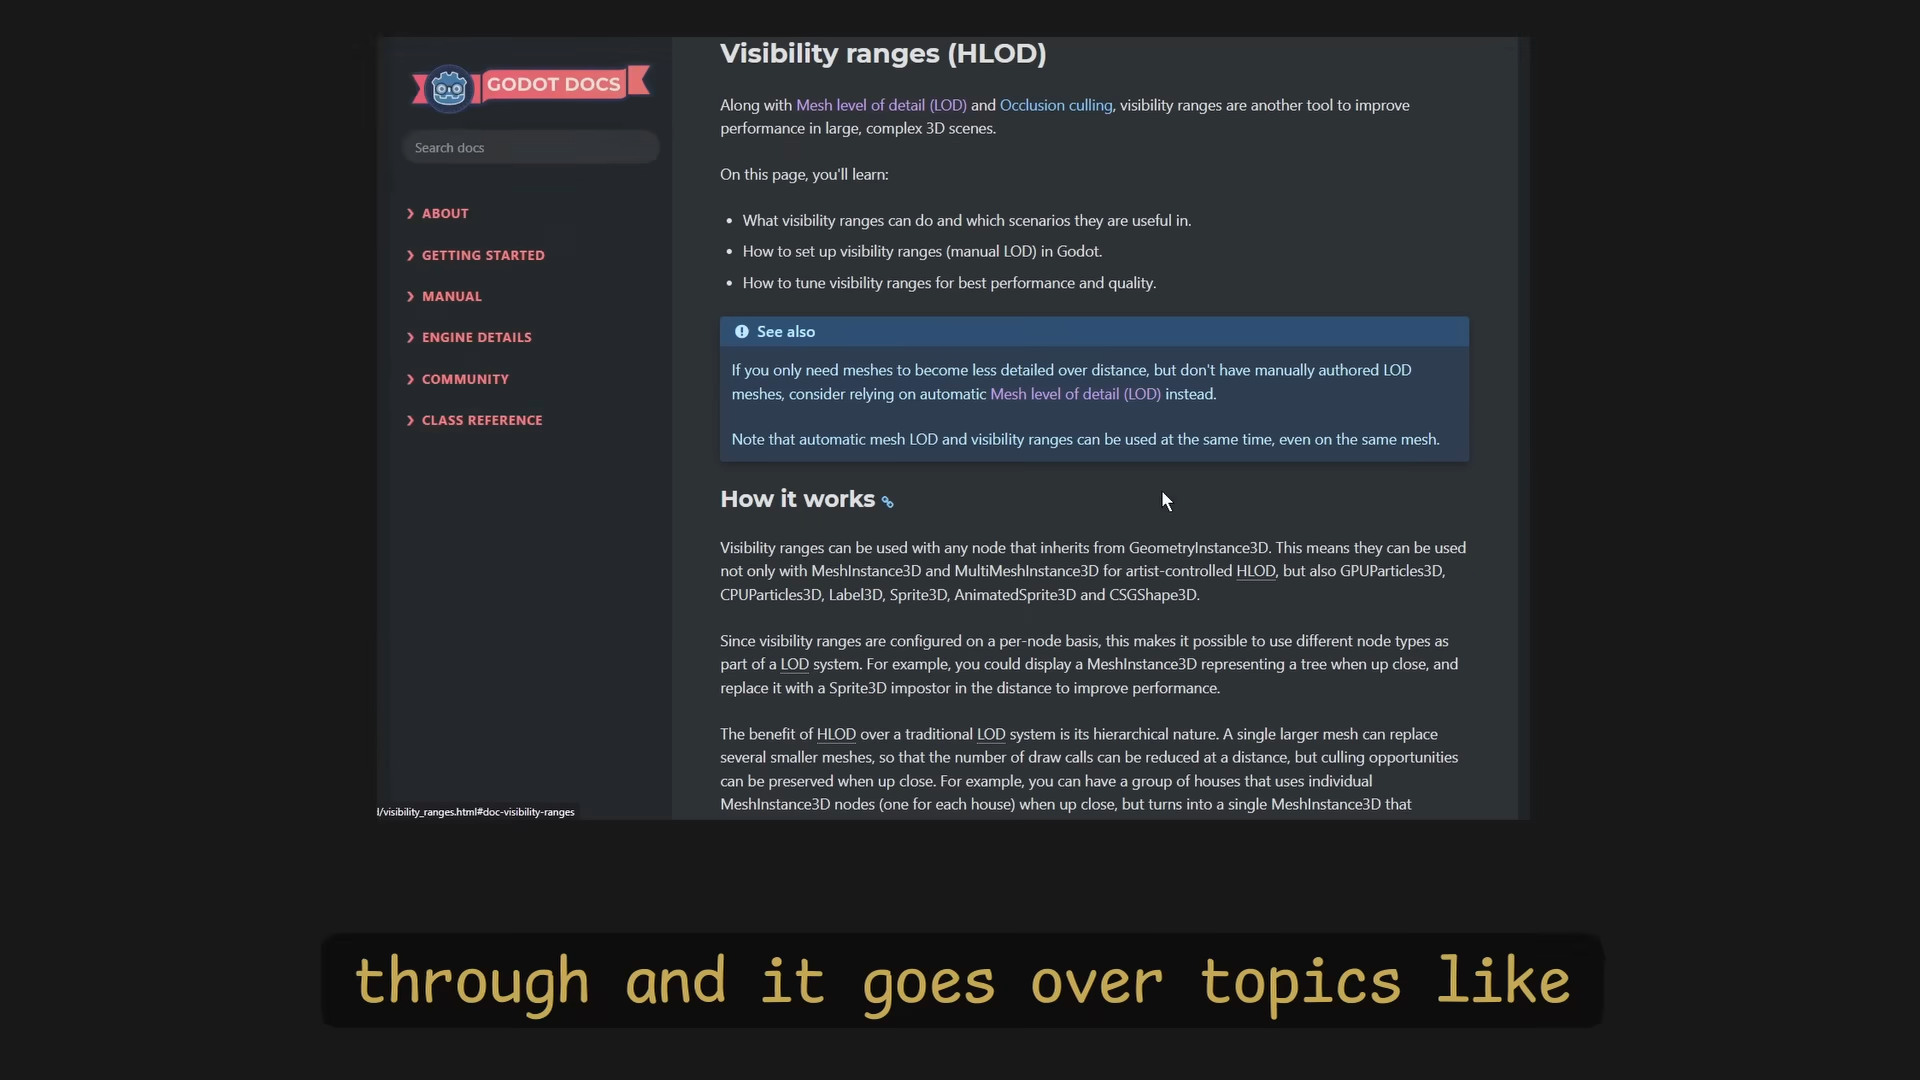 GODOT DOCS
Search docs
ABOUT
GETTING STARTED
MANUAL
ENGINE DETAILS
COMMUNITY
CLASS REFERENCE
Visibility ranges (HLOD)
Along with Mesh level of detail (LOD) and Occlusion culling, visibility ranges are another tool to improve
performance in large, complex 3D scenes.
On this page, you'll learn:
• What visibility ranges can do and which scenarios they are useful in.
• How to set up visibility ranges (manual LOD) in Godot.
• How to tune visibility ranges for best performance and quality.
See also
If you only need meshes to become less detailed over distance, but don't have manually authored LOD
meshes, consider relying on automatic Mesh level of detail (LOD) instead.
Note that automatic mesh LOD and visibility ranges can be used at the same time, even on the same mesh.
How it works
Visibility ranges can be used with any node that inherits from GeometryInstance3D. This means they can be used
not only with MeshInstance3D and MultiMeshInstance3D for artist-controlled HLOD, but also GPUParticles3D,
CPUParticles3D, Label3D, Sprite3D, AnimatedSprite3D and CSGShape3D.
Since visibility ranges are configured on a per-node basis, this makes it possible to use different node types as
part of a LOD system. For example, you could display a MeshInstance3D representing a tree when up close, and
replace it with a Sprite3D impostor in the distance to improve performance.
The benefit of HLOD over a traditional LOD system is its hierarchical nature. A single larger mesh can replace
several smaller meshes, so that the number of draw calls can be reduced at a distance, but culling opportunities
can be preserved when up close. For example, you can have a group of houses that uses individual
MeshInstance3D nodes (one for each house) when up close, but turns into a single MeshInstance3D that
l/visibility_ranges.html#doc-visibility-ranges
through and it goes over topics like